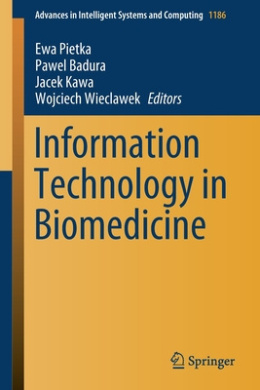 Advances in Intelligent Systems and Computing 1186
Ewa Pietka
Pawel Badura
Jacek Kawa
Wojciech Wieclawek Editors
Information
Technology in
Biomedicine
Springer